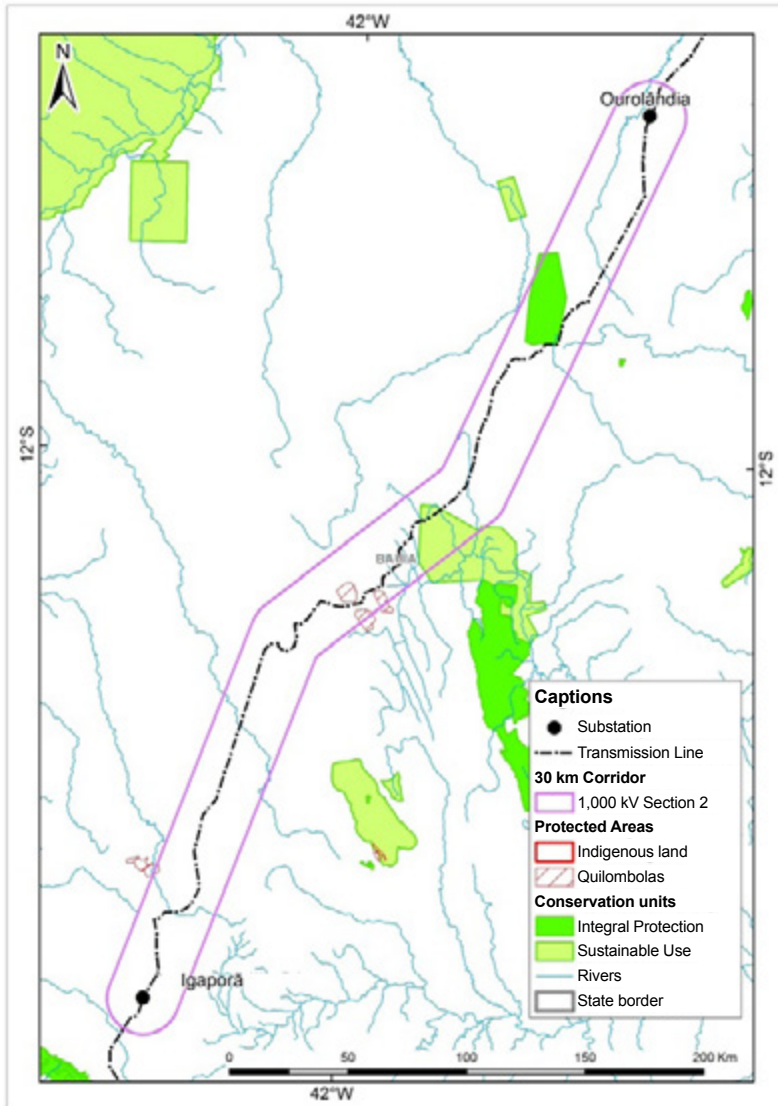 42°W
N
Ourolândia
12°S
12°S
BAHIA
Captions
Substation
Transmission Line
30 km Corridor
1,000 kV Section 2
Protected Areas
Indigenous land
Quilombolas
Conservation units
Integral Protection
Sustainable Use
Rivers
State border
Igaporã
0 50 100 150 200 Km
42°W